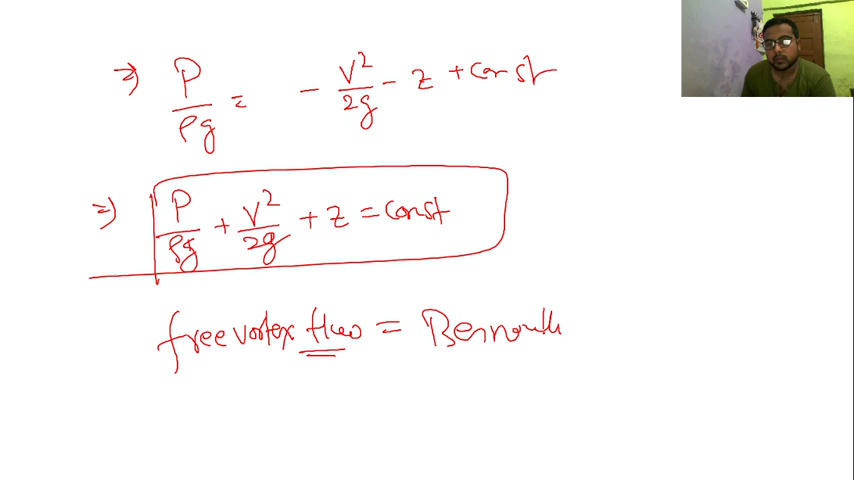 ⇒ P/ρg = - V²/2g - z + const
⇒ P/ρg + V²/2g + z = const
free vortex flow = Bernoulli